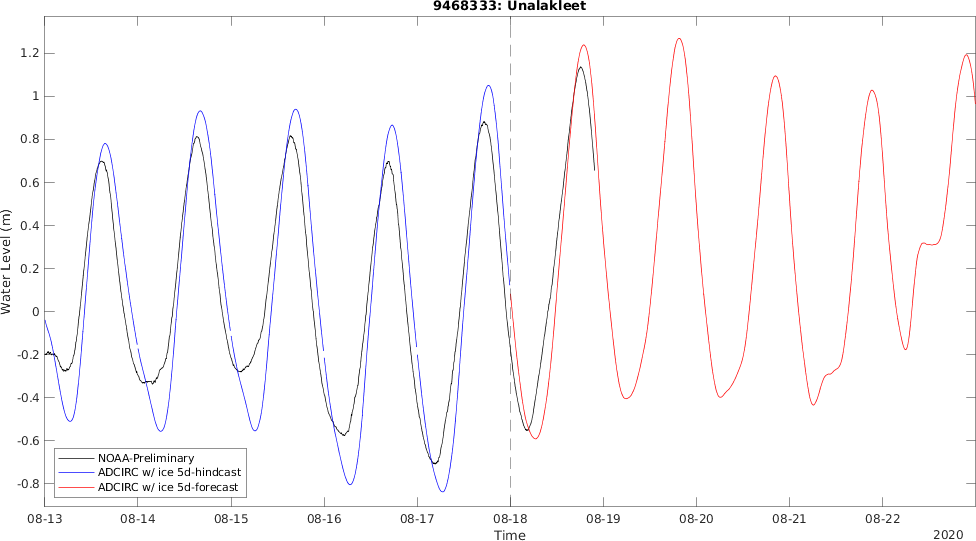 9468333: Unalakleet
Water Level (m)
1.2
1
0.8
0.6
0.4
0.2
0
-0.2
-0.4
-0.6
-0.8
NOAA-Preliminary
ADCIRC w/ ice 5d-hindcast
ADCIRC w/ ice 5d-forecast
08-13 08-14 08-15 08-16 08-17 08-18 08-19 08-20 08-21 08-22
Time
2020